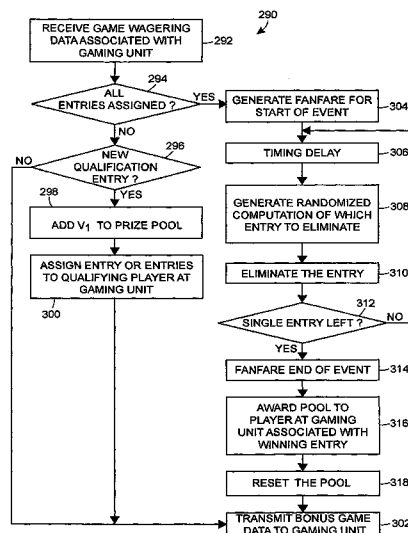 290
RECEIVE GAME WAGERING
DATA ASSOCIATED WITH
GAMING UNIT
292
294
ALL
ENTRIES ASSIGNED ?
YES
NO
NO
296
NEW
QUALIFICATION
ENTRY ?
298
YES
ADD V1 TO PRIZE POOL
ASSIGN ENTRY OR ENTRIES
TO QUALIFYING PLAYER AT
GAMING UNIT
300
GENERATE FANFARE FOR
START OF EVENT
304
TIMING DELAY
306
GENERATE RANDOMIZED
COMPUTATION OF WHICH
ENTRY TO ELIMINATE
308
ELIMINATE THE ENTRY
310
312
SINGLE ENTRY LEFT ?
NO
YES
FANFARE END OF EVENT
314
AWARD POOL TO
PLAYER AT GAMING
UNIT ASSOCIATED WITH
WINNING ENTRY
316
RESET THE POOL
318
TRANSMIT BONUS GAME
DATA TO GAMING UNIT
302